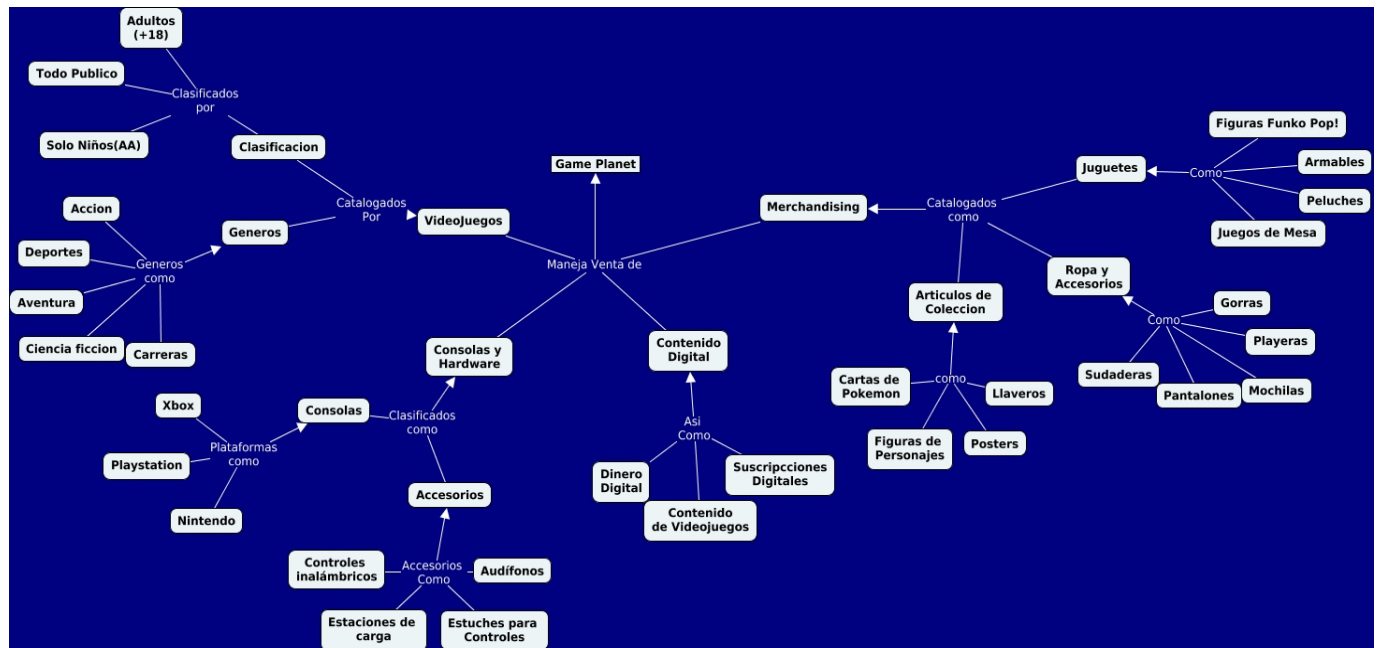 Adultos
(+18)
Todo Publico
Clasificados
por
Solo Niños(AA)
Clasificacion
Accion
Catalogados
Por
VideoJuegos
Generos
Deportes
Generos
como
Aventura
Ciencia ficcion
Carreras
Game Planet
Maneja Venta de
Merchandising
Catalogados
como
Juguetes
Como
Figuras Funko Pop!
Armables
Peluches
Juegos de Mesa
Ropa y
Accesorios
Como
Gorras
Playeras
Mochilas
Pantalones
Sudaderas
Articulos de
Coleccion
como
Cartas de
Pokemon
Figuras de
Personajes
Posters
Llaveros
Consolas y
Hardware
Clasificados
como
Consolas
Plataformas
como
Xbox
Playstation
Nintendo
Accesorios
Accesorios
Como
Controles
inalámbricos
Audífonos
Estaciones de
carga
Estuches para
Controles
Contenido
Digital
Asi
Como
Dinero
Digital
Contenido
de Videojuegos
Suscripcciones
Digitales